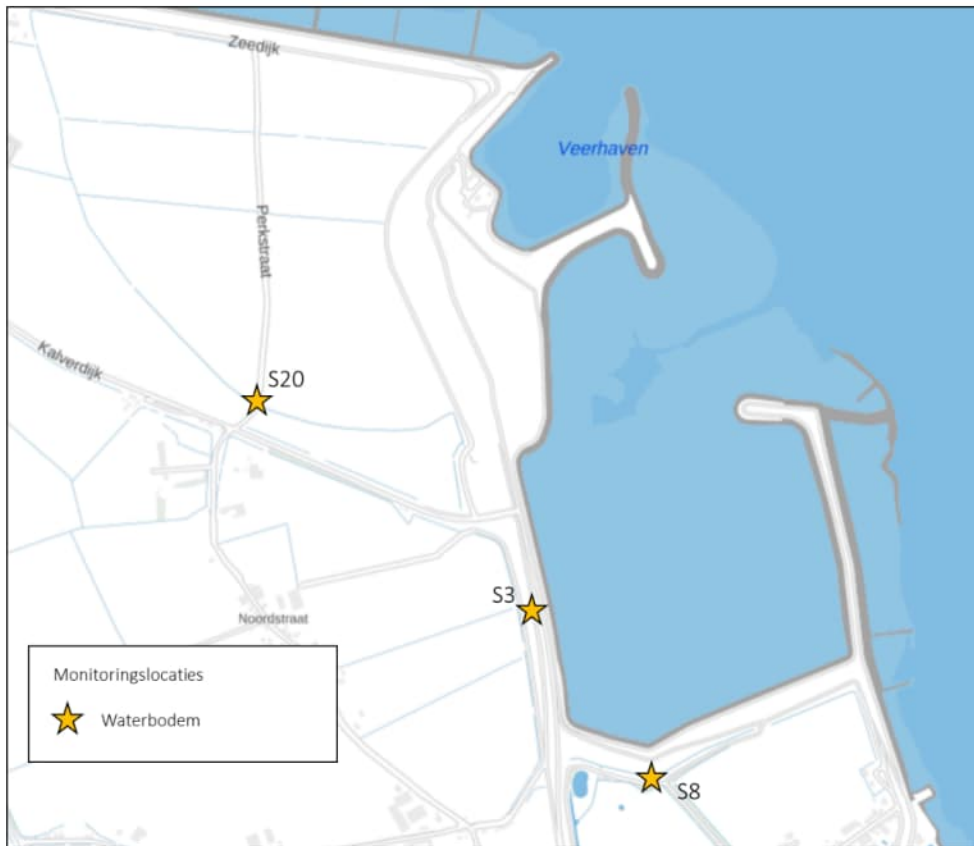 Zeedijk
Veerhaven
Perkstraat
Kalverdijk
S20
S3
Noordstraat
Monitoringslocaties
Waterbodem
S8